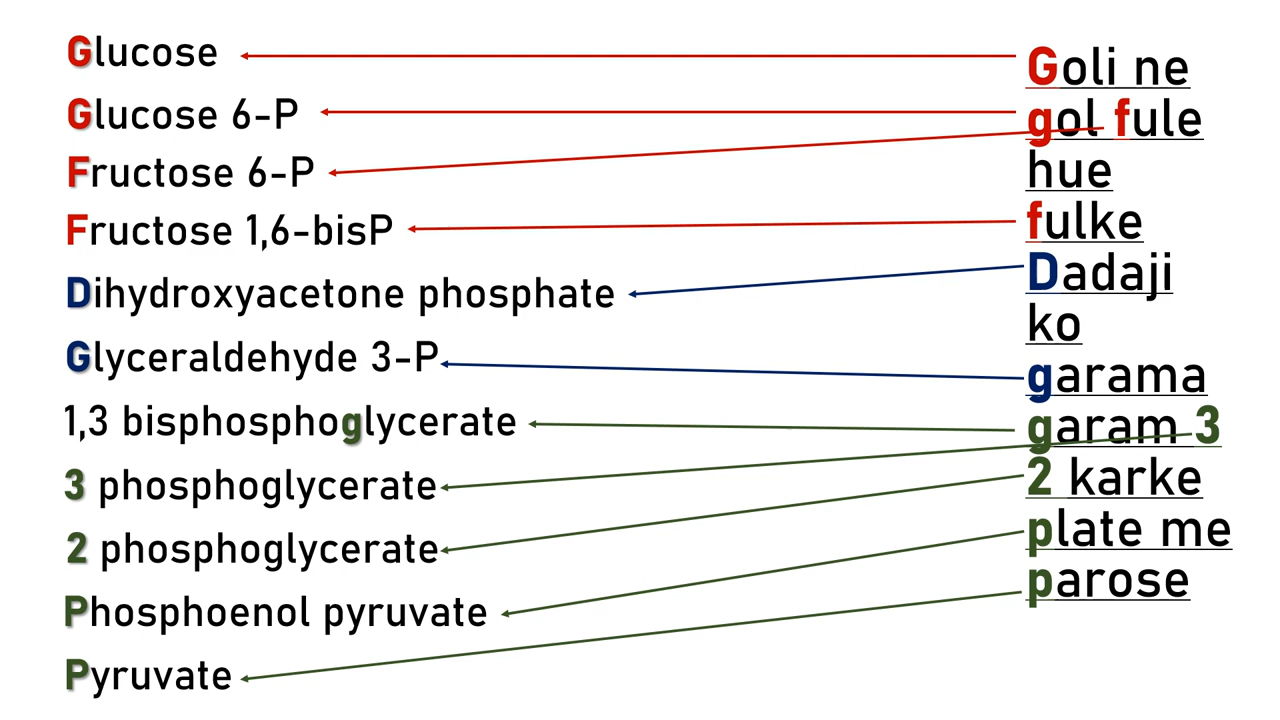 Glucose
Glucose 6-P
Fructose 6-P
Fructose 1,6-bisP
Dihydroxyacetone phosphate
Glyceraldehyde 3-P
1,3 bisphosphoglycerate
3 phosphoglycerate
2 phosphoglycerate
Phosphoenol pyruvate
Pyruvate
Goli ne
gol fule
hue
fulke
Dadaji
ko
garama
garam 3
2 karke
plate me
parose